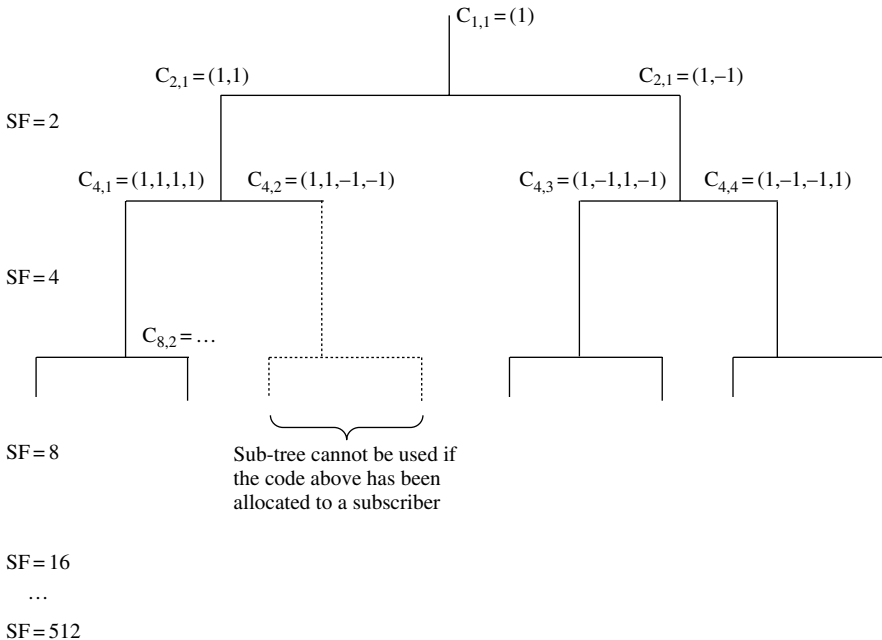 C1,1 = (1)
C2,1 = (1,1)
C2,1 = (1,–1)
SF = 2
C4,1 = (1,1,1,1)
C4,2 = (1,1,–1,–1)
C4,3 = (1,–1,1,–1)
C4,4 = (1,–1,–1,1)
SF = 4
C8,2 = …
SF = 8
Sub-tree cannot be used if
the code above has been
allocated to a subscriber
SF = 16
…
SF = 512